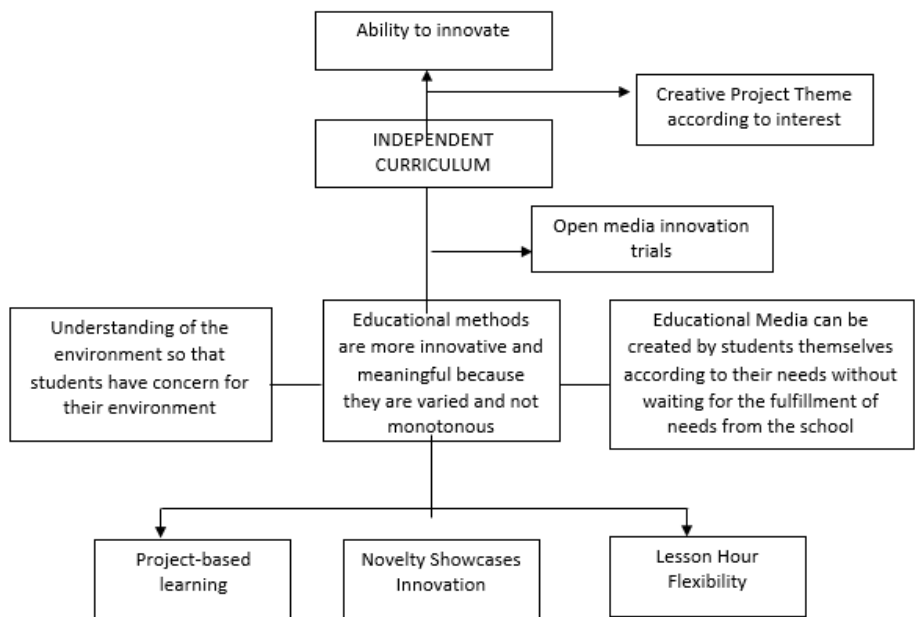 Ability to innovate
Creative Project Theme
according to interest
INDEPENDENT
CURRICULUM
Open media innovation
trials
Understanding of the
environment so that
students have concern for
their environment
Educational methods
are more innovative and
meaningful because
they are varied and not
monotonous
Educational Media can be
created by students themselves
according to their needs without
waiting for the fulfillment of
needs from the school
Project-based
learning
Novelty Showcases
Innovation
Lesson Hour
Flexibility